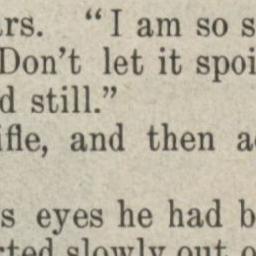 rs. “I am so s
Don’t let it spoi
d still.”
ifle, and then a
s eyes he had b
rted slowly out o